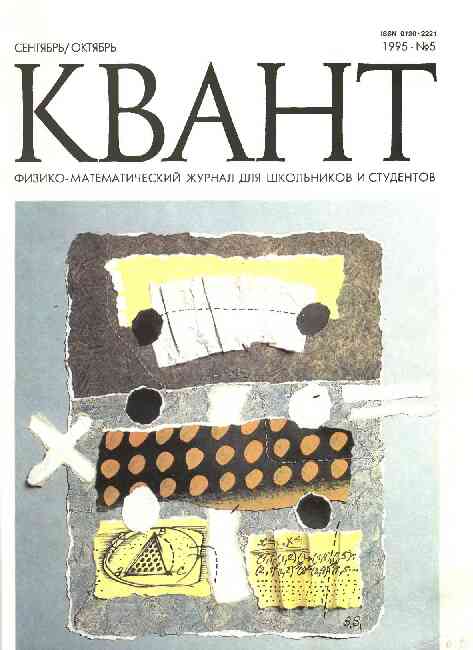 ISSN 0130-2221
СЕНТЯБРЬ/ОКТЯБРЬ
1995·№5
КВАНТ
ФИЗИКО-МАТЕМАТИЧЕСКИЙ ЖУРНАЛ ДЛЯ ШКОЛЬНИКОВ И СТУДЕНТОВ
B
A C
S.S.